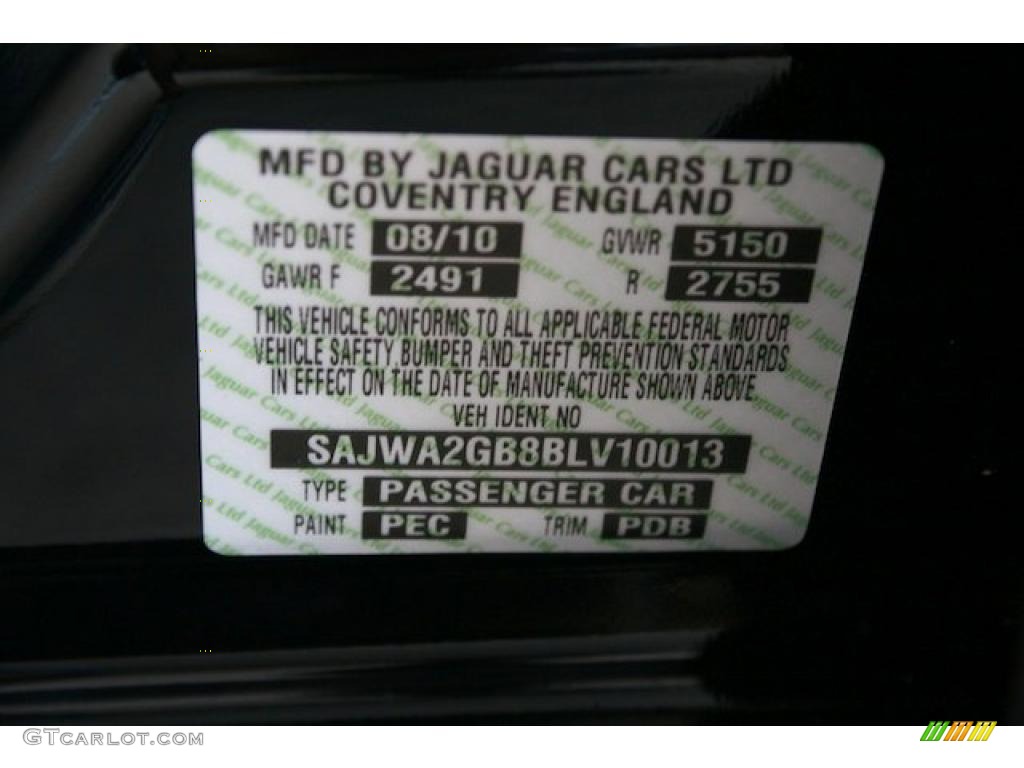 MFD BY JAGUAR CARS LTD
COVENTRY ENGLAND
MFD DATE 08/10 GVWR 5150
GAWR F 2491 R 2755
THIS VEHICLE CONFORMS TO ALL APPLICABLE FEDERAL MOTOR
VEHICLE SAFETY, BUMPER AND THEFT PREVENTION STANDARDS
IN EFFECT ON THE DATE OF MANUFACTURE SHOWN ABOVE
VEH IDENT NO
SAJWA2GB8BLV10013
TYPE PASSENGER CAR
PAINT PEC TRIM PDB
GTCARLOT.COM